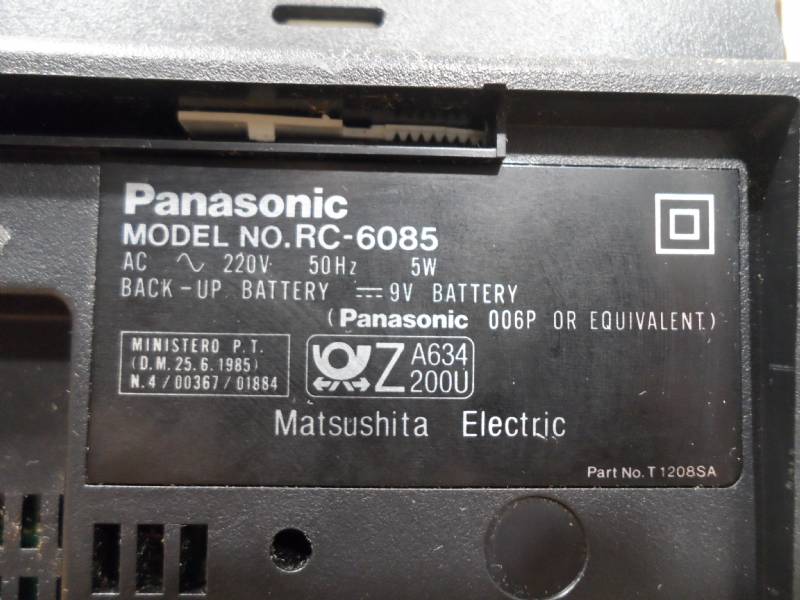 Panasonic
MODEL NO.RC-6085
AC ∿ 220V 50Hz 5W
BACK-UP BATTERY ⎓ 9V BATTERY
(Panasonic 006P OR EQUIVALENT)
MINISTERO P.T.
(D.M.25.6.1985)
N.4/00367/01884
Z A634
200U
Matsushita Electric
Part No. T1208SA